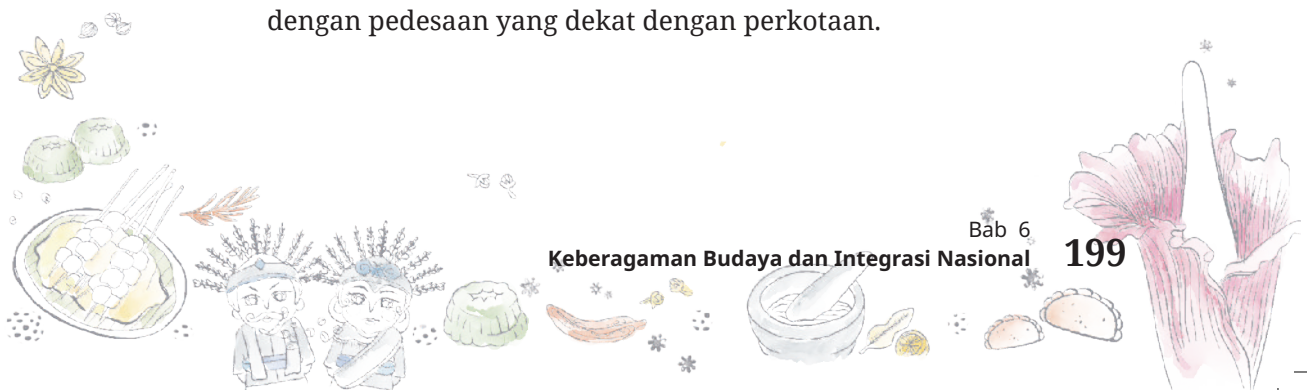 dengan pedesaan yang dekat dengan perkotaan.
Bab 6
Keberagaman Budaya dan Integrasi Nasional 199